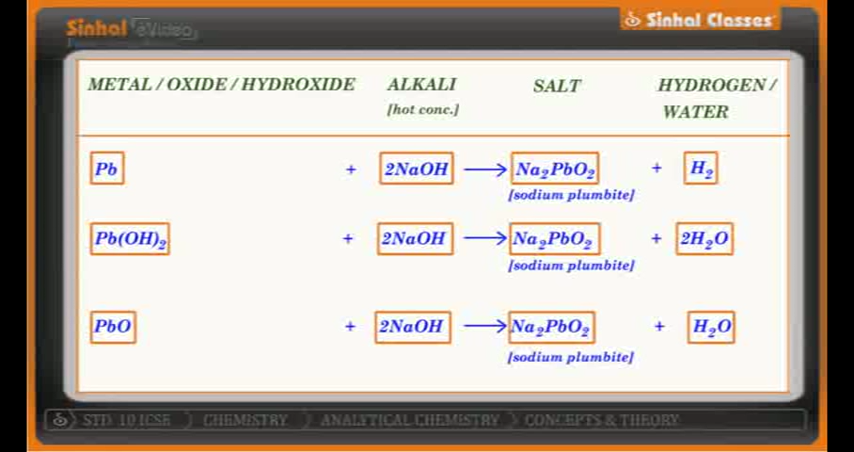 Sinhal eVideo
Sinhal Classes
METAL / OXIDE / HYDROXIDE ALKALI SALT HYDROGEN /
[hot conc.] WATER
Pb + 2NaOH → Na₂PbO₂ + H₂
[sodium plumbite]
Pb(OH)₂ + 2NaOH → Na₂PbO₂ + 2H₂O
[sodium plumbite]
PbO + 2NaOH → Na₂PbO₂ + H₂O
[sodium plumbite]
STD 10 ICSE CHEMISTRY ANALYTICAL CHEMISTRY CONCEPTS & THEORY